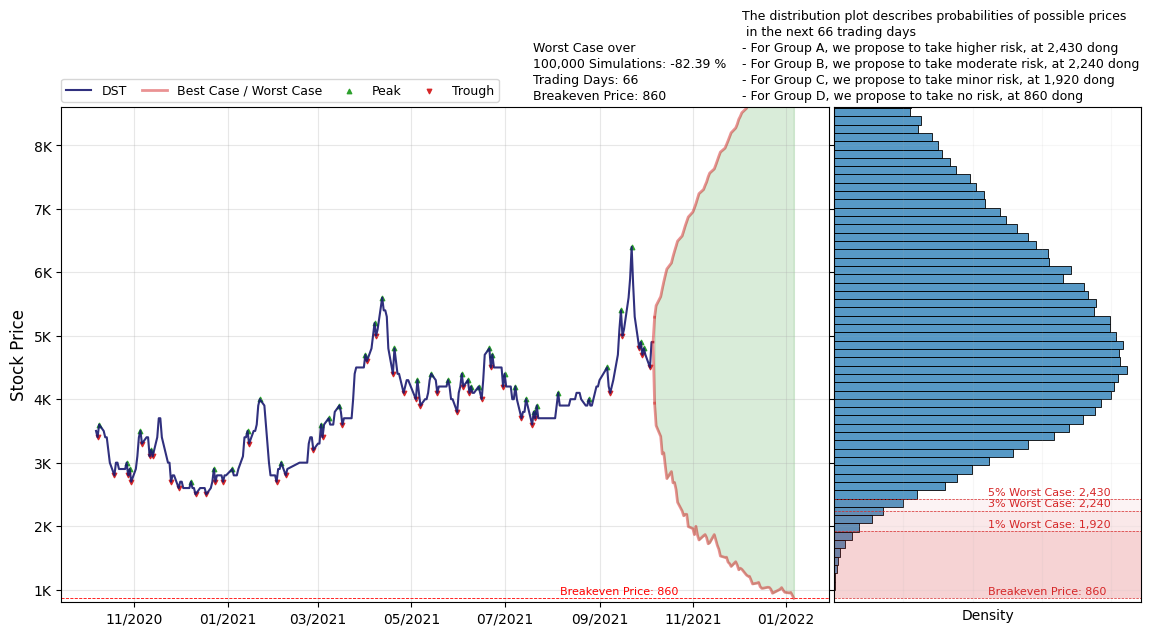 The distribution plot describes probabilities of possible prices
in the next 66 trading days
- For Group A, we propose to take higher risk, at 2,430 dong
- For Group B, we propose to take moderate risk, at 2,240 dong
- For Group C, we propose to take minor risk, at 1,920 dong
- For Group D, we propose to take no risk, at 860 dong
Worst Case over
100,000 Simulations: -82.39 %
Trading Days: 66
Breakeven Price: 860
DST
Best Case / Worst Case
Peak
Trough
Stock Price
8K
7K
6K
5K
4K
3K
2K
1K
Breakeven Price: 860
11/2020
01/2021
03/2021
05/2021
07/2021
09/2021
11/2021
01/2022
5% Worst Case: 2,430
3% Worst Case: 2,240
1% Worst Case: 1,920
Breakeven Price: 860
Density